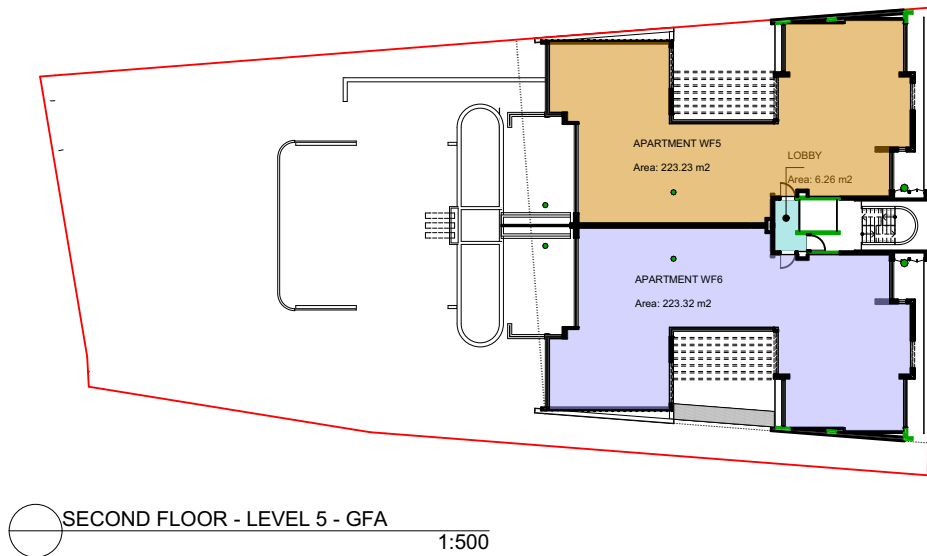 APARTMENT WF5
Area: 223.23 m2
LOBBY
Area: 6.26 m2
APARTMENT WF6
Area: 223.32 m2
SECOND FLOOR - LEVEL 5 - GFA
1:500